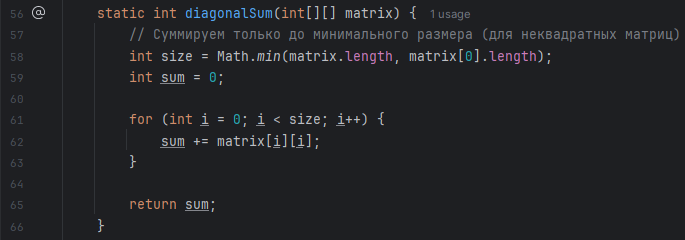 56 @ static int diagonalSum(int[][] matrix) { 1 usage
57 // Суммируем только до минимального размера (для неквадратных матриц)
58 int size = Math.min(matrix.length, matrix[0].length);
59 int sum = 0;
60
61 for (int i = 0; i < size; i++) {
62 sum += matrix[i][i];
63 }
64
65 return sum;
66 }